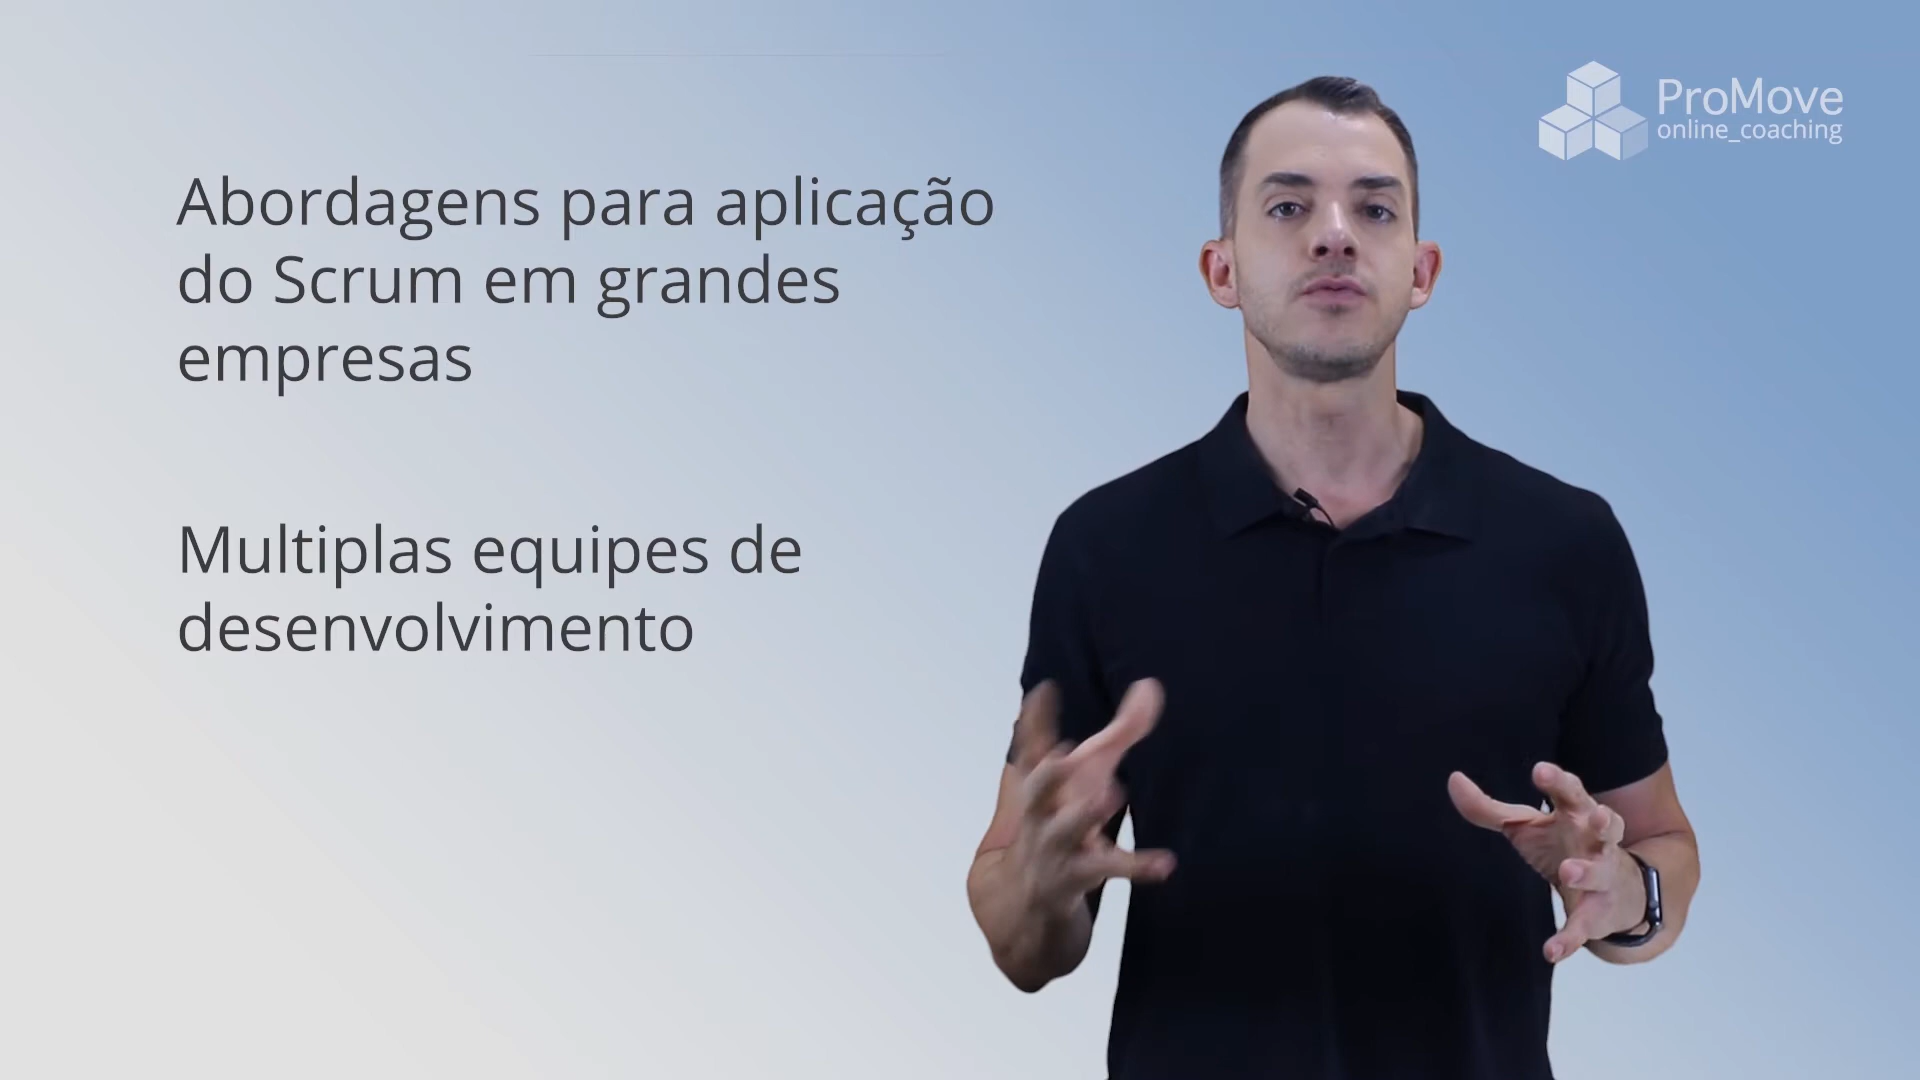 ProMove
online_coaching
Abordagens para aplicação
do Scrum em grandes
empresas
Multiplas equipes de
desenvolvimento